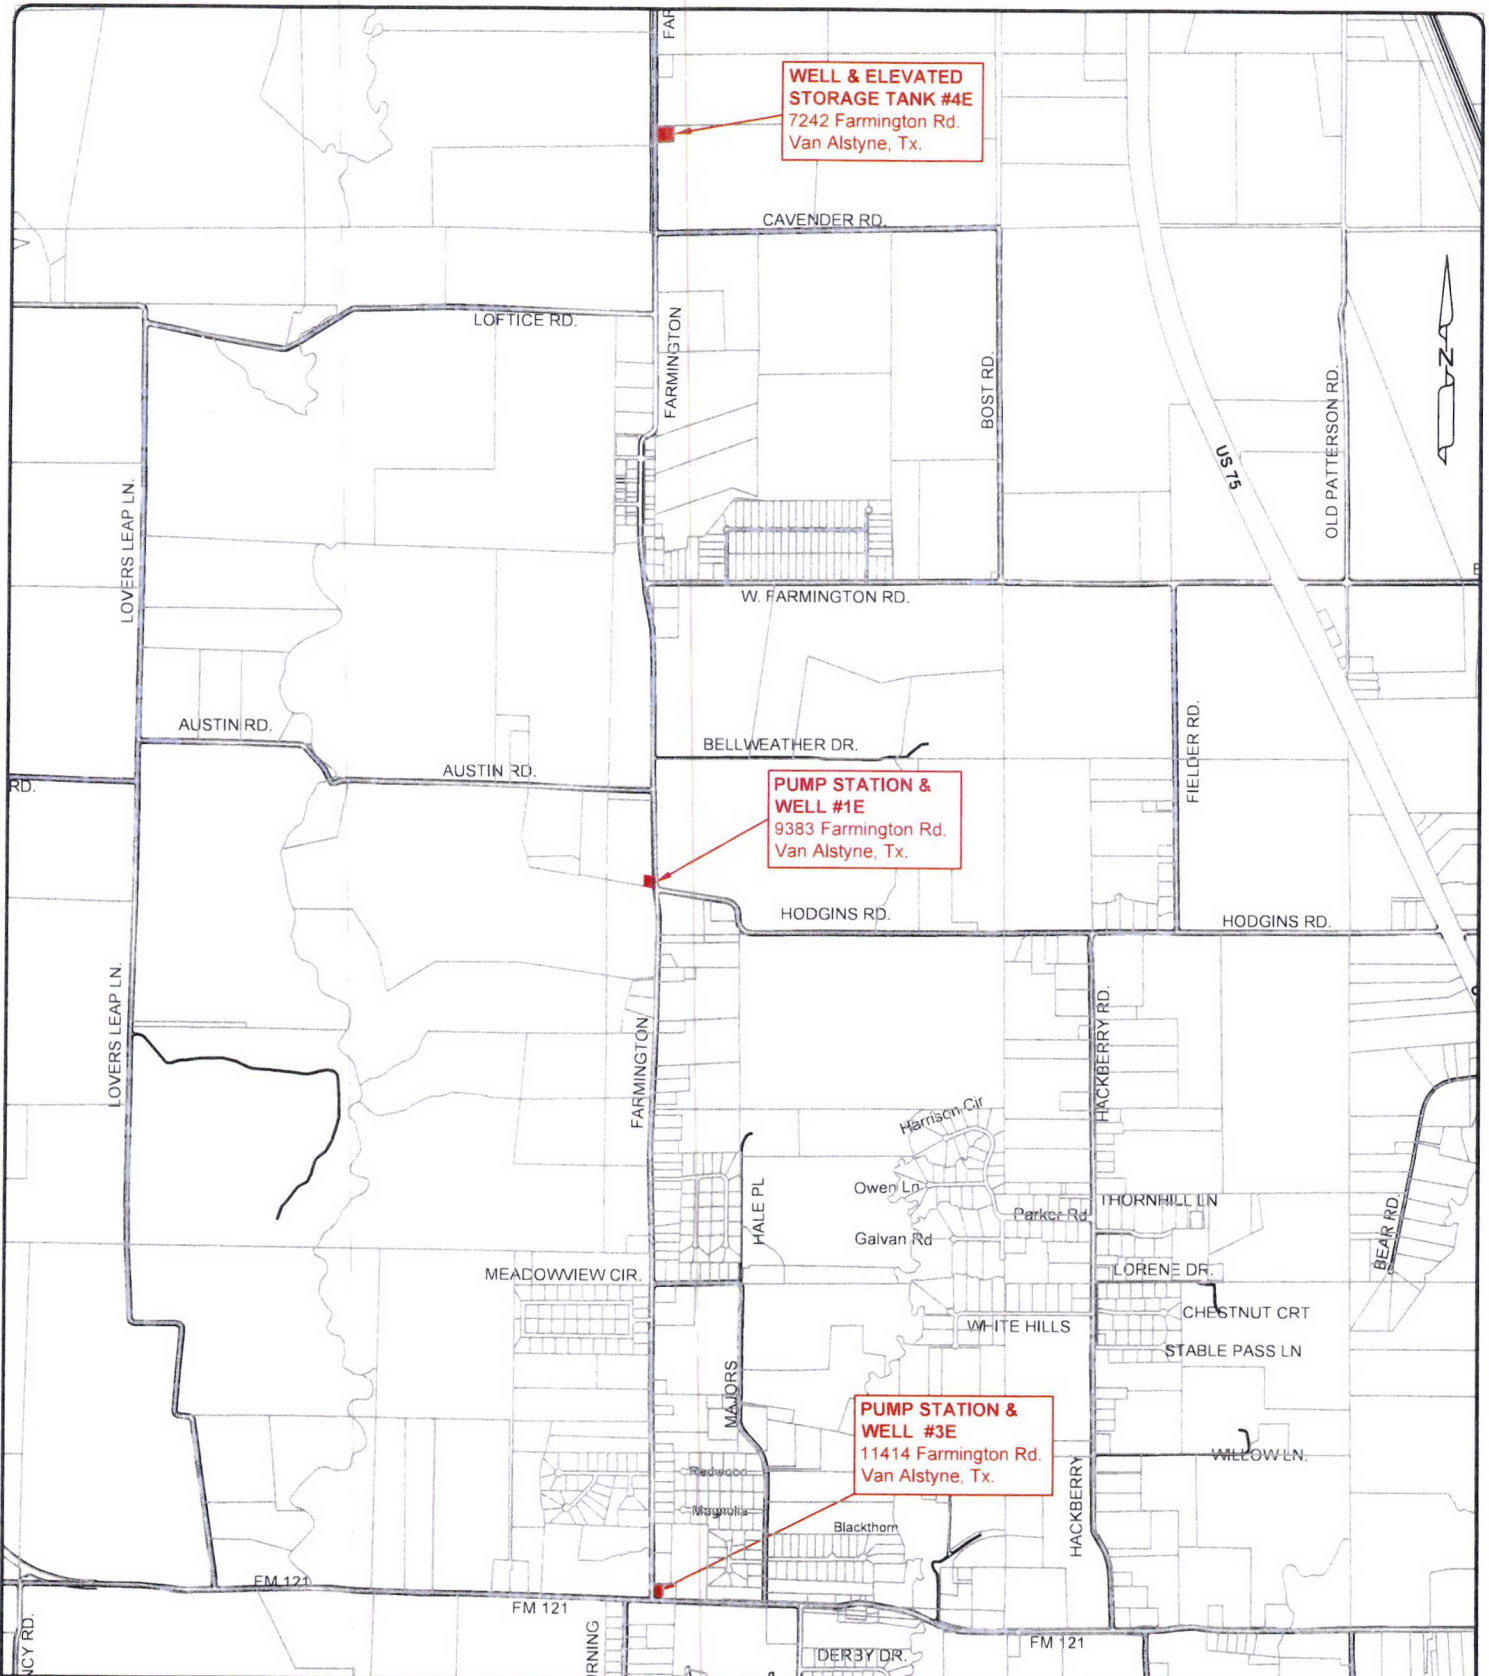 FAR
WELL & ELEVATED
STORAGE TANK #4E
7242 Farmington Rd.
Van Alstyne, Tx.
CAVENDER RD.
LOFTICE RD.
FARMINGTON
BOST RD.
OLD PATTERSON RD.
N
US 75
LOVERS LEAP LN.
W. FARMINGTON RD.
AUSTIN RD.
AUSTIN RD.
BELLWEATHER DR.
FIELDER RD.
RD.
PUMP STATION &
WELL #1E
9383 Farmington Rd.
Van Alstyne, Tx.
HODGINS RD.
HODGINS RD.
LOVERS LEAP LN.
FARMINGTON
HACKBERRY RD.
Harrison Cir
Owen Ln
Parker Rd
THORNHILL LN
HALE PL
Galvan Rd
BEAR RD.
MEADOWVIEW CIR.
LORENE DR.
CHESTNUT CRT
WHITE HILLS
STABLE PASS LN
MAJORS
PUMP STATION &
WELL #3E
11414 Farmington Rd.
Van Alstyne, Tx.
WILLOW LN.
Redwood
Magnolia
HACKBERRY
Blackthorn
FM 121
FM 121
FM 121
NCY RD.
RNING
DERBY DR.